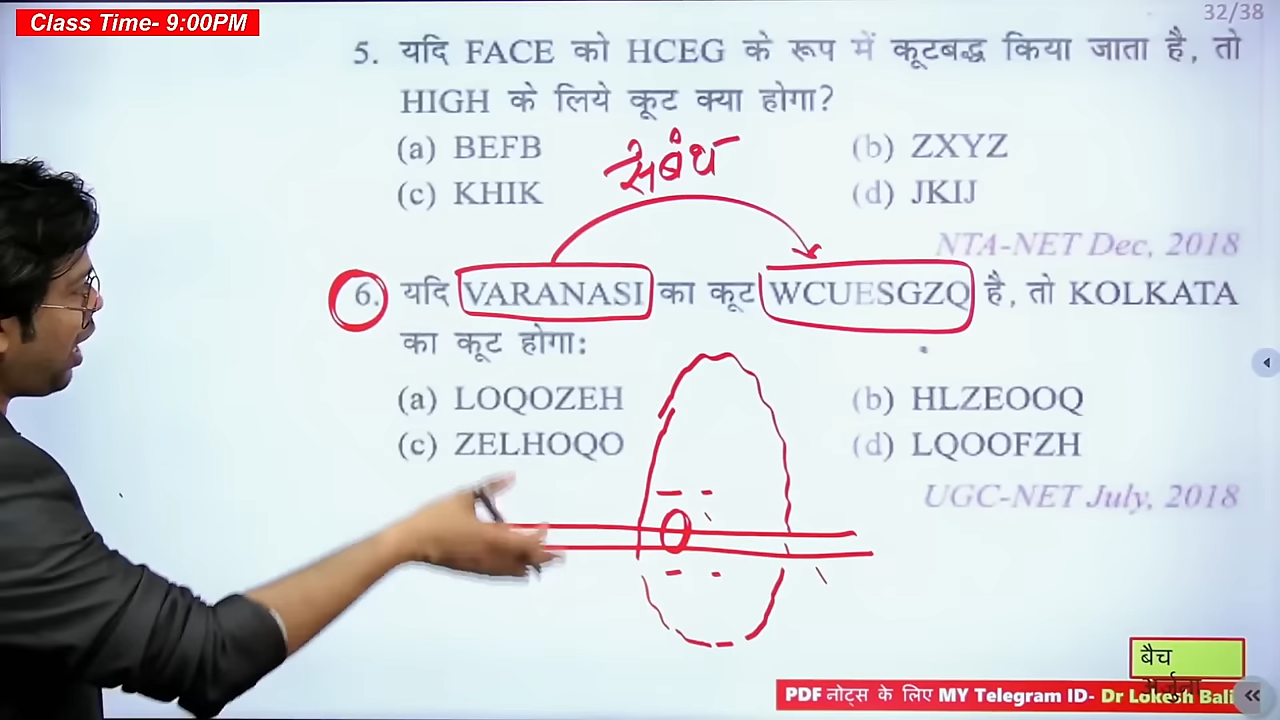 Class Time- 9:00PM
32/38
5. यदि FACE को HCEG के रूप में कूटबद्ध किया जाता है, तो
HIGH के लिये कूट क्या होगा?
(a) BEFB (b) ZXYZ
(c) KHIK (d) JKIJ
संबंध
NTA-NET Dec, 2018
6. यदि VARANASI का कूट WCUESGZQ है, तो KOLKATA
का कूट होगा:
(a) LOQOZEH (b) HLZEOOQ
(c) ZELHOQO (d) LQOOFZH
UGC-NET July, 2018
बैच
अर्जुना
PDF नोट्स के लिए MY Telegram ID- Dr Lokesh Bali